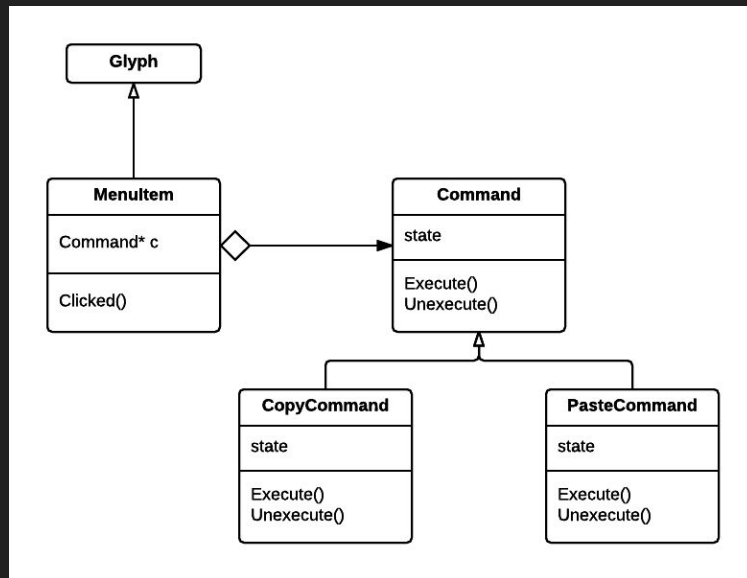 Glyph
MenuItem
Command* c
Clicked()
Command
state
Execute()
Unexecute()
CopyCommand
state
Execute()
Unexecute()
PasteCommand
state
Execute()
Unexecute()